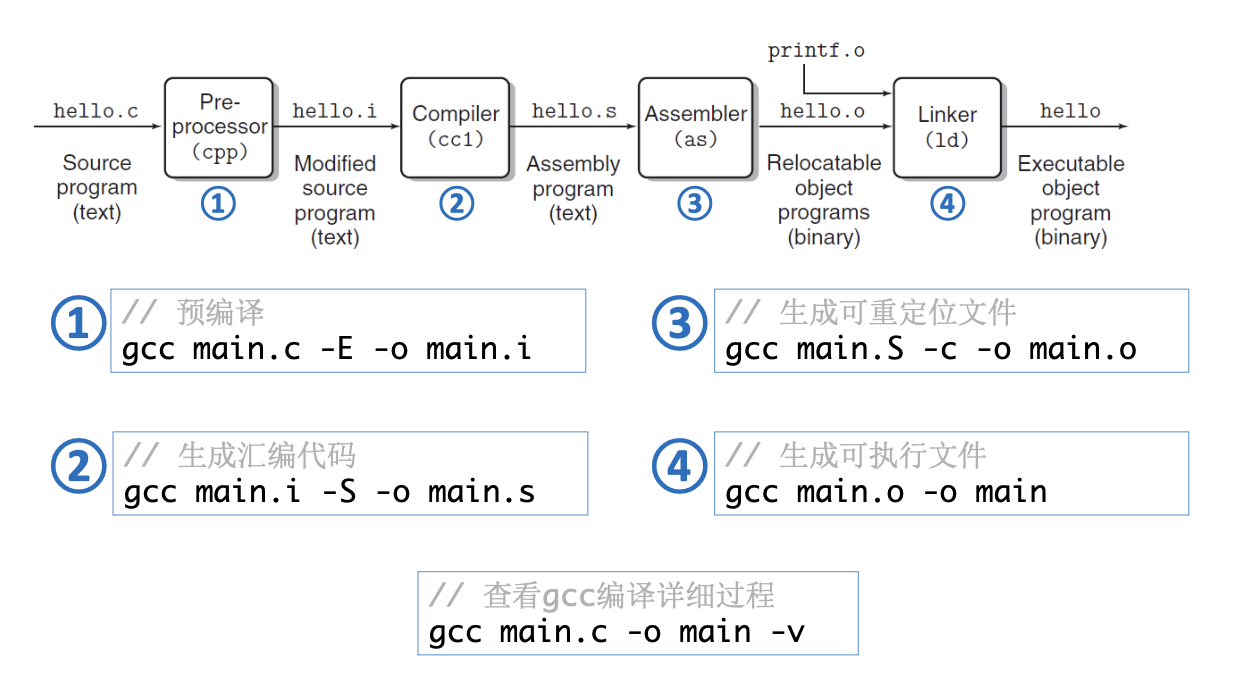 printf.o
hello.c
Pre-
processor
(cpp)
hello.i
Compiler
(cc1)
hello.s
Assembler
(as)
hello.o
Linker
(ld)
hello
Source
program
(text)
Modified
source
program
(text)
Assembly
program
(text)
Relocatable
object
programs
(binary)
Executable
object
program
(binary)
①
②
③
④
①
// 预编译
gcc main.c -E -o main.i
③
// 生成可重定位文件
gcc main.S -c -o main.o
②
// 生成汇编代码
gcc main.i -S -o main.s
④
// 生成可执行文件
gcc main.o -o main
// 查看gcc编译详细过程
gcc main.c -o main -v